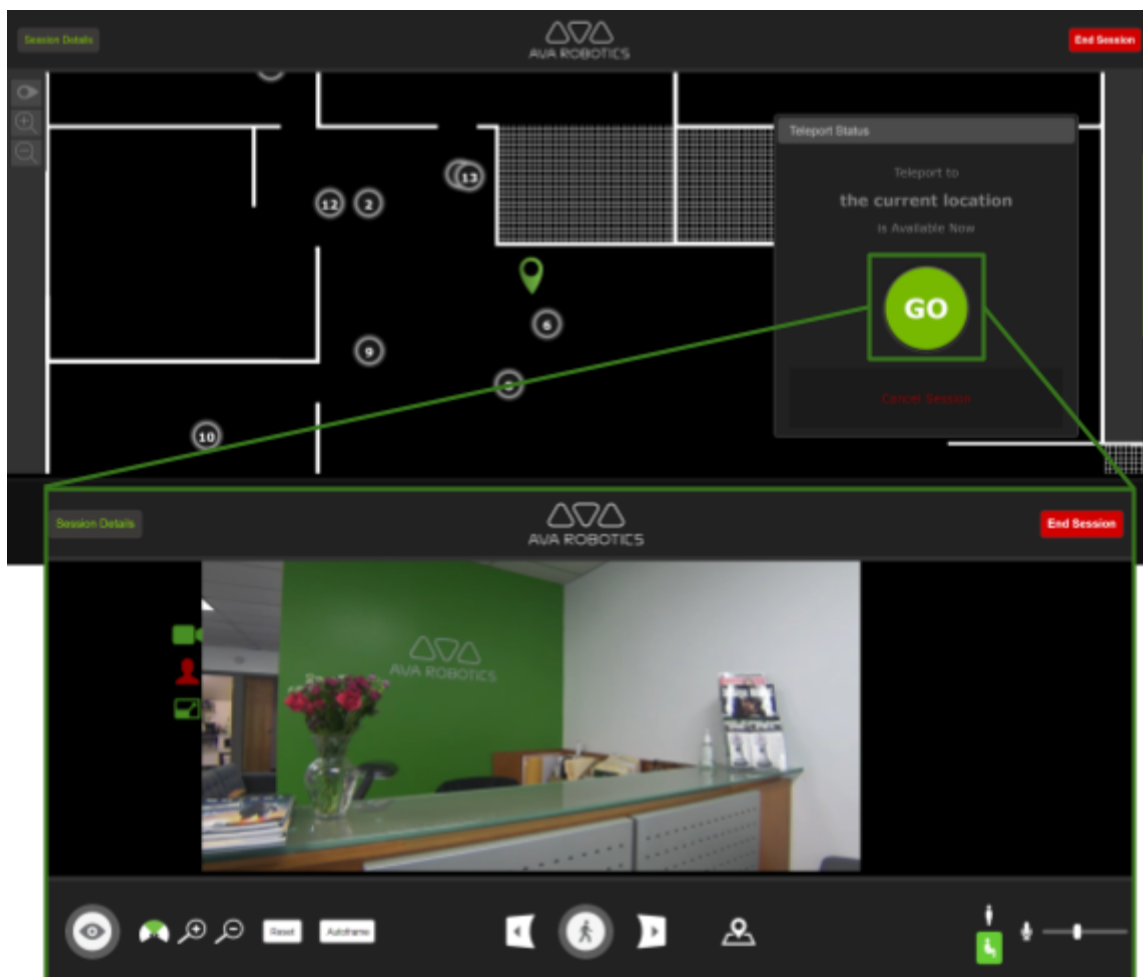 Session Details
AVA ROBOTICS
End Session
Teleport Status
Teleport to
the current location
is Available Now
GO
Cancel Session
13
12
2
6
9
10
Session Details
AVA ROBOTICS
End Session
AVA ROBOTICS
Reset
Autoframe